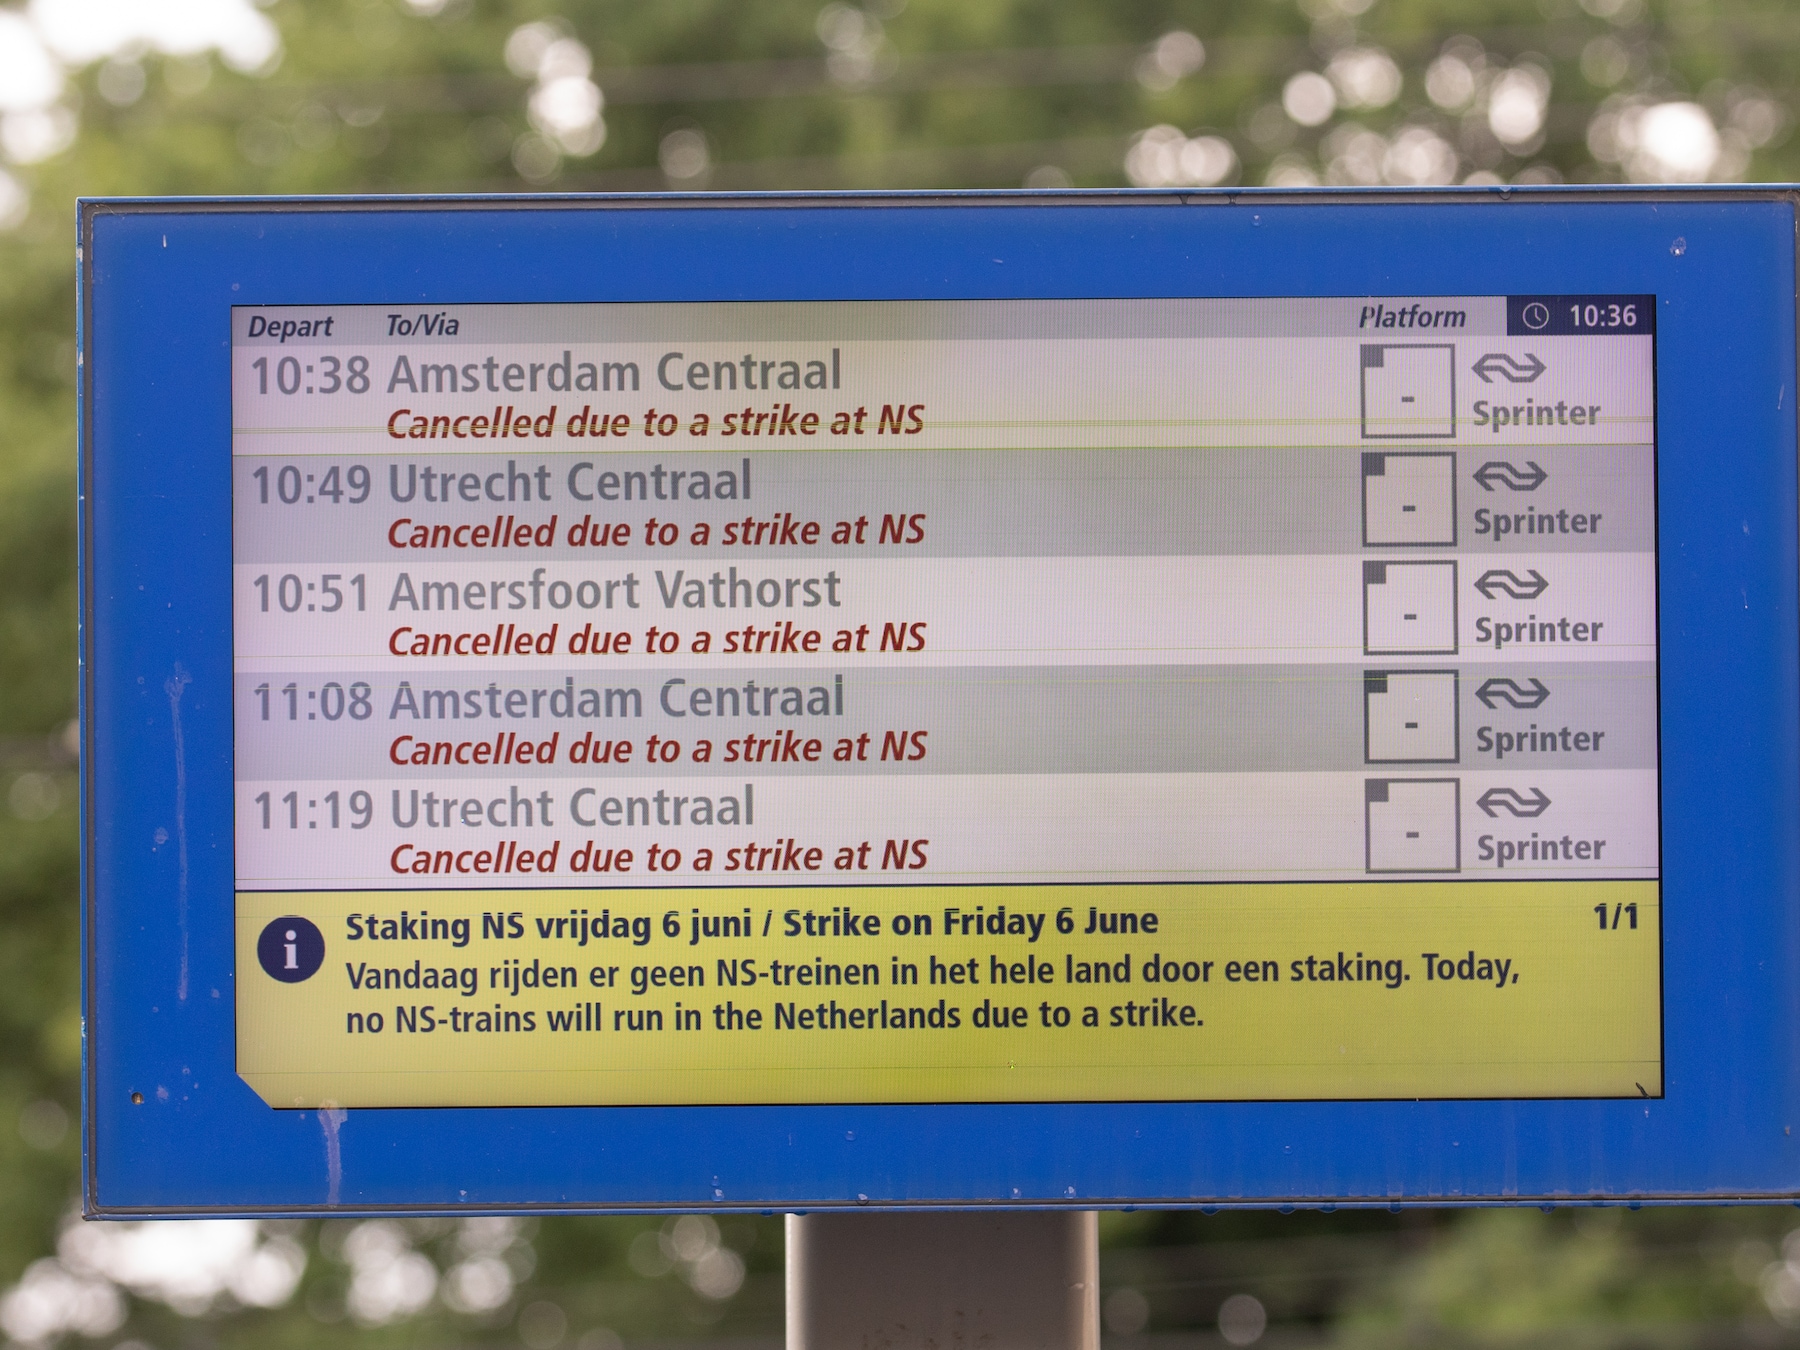 Depart To/Via Platform 10:36
10:38 Amsterdam Centraal - Sprinter
Cancelled due to a strike at NS
10:49 Utrecht Centraal - Sprinter
Cancelled due to a strike at NS
10:51 Amersfoort Vathorst - Sprinter
Cancelled due to a strike at NS
11:08 Amsterdam Centraal - Sprinter
Cancelled due to a strike at NS
11:19 Utrecht Centraal - Sprinter
Cancelled due to a strike at NS
i Staking NS vrijdag 6 juni / Strike on Friday 6 June 1/1
Vandaag rijden er geen NS-treinen in het hele land door een staking. Today,
no NS-trains will run in the Netherlands due to a strike.